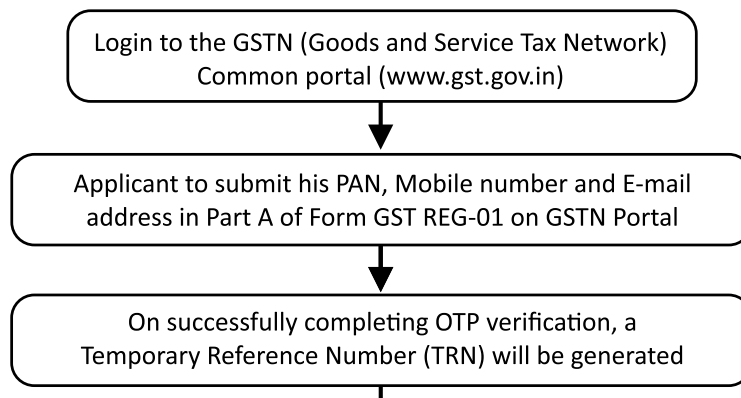 Login to the GSTN (Goods and Service Tax Network)
Common portal (www.gst.gov.in)
Applicant to submit his PAN, Mobile number and E-mail
address in Part A of Form GST REG-01 on GSTN Portal
On successfully completing OTP verification, a
Temporary Reference Number (TRN) will be generated